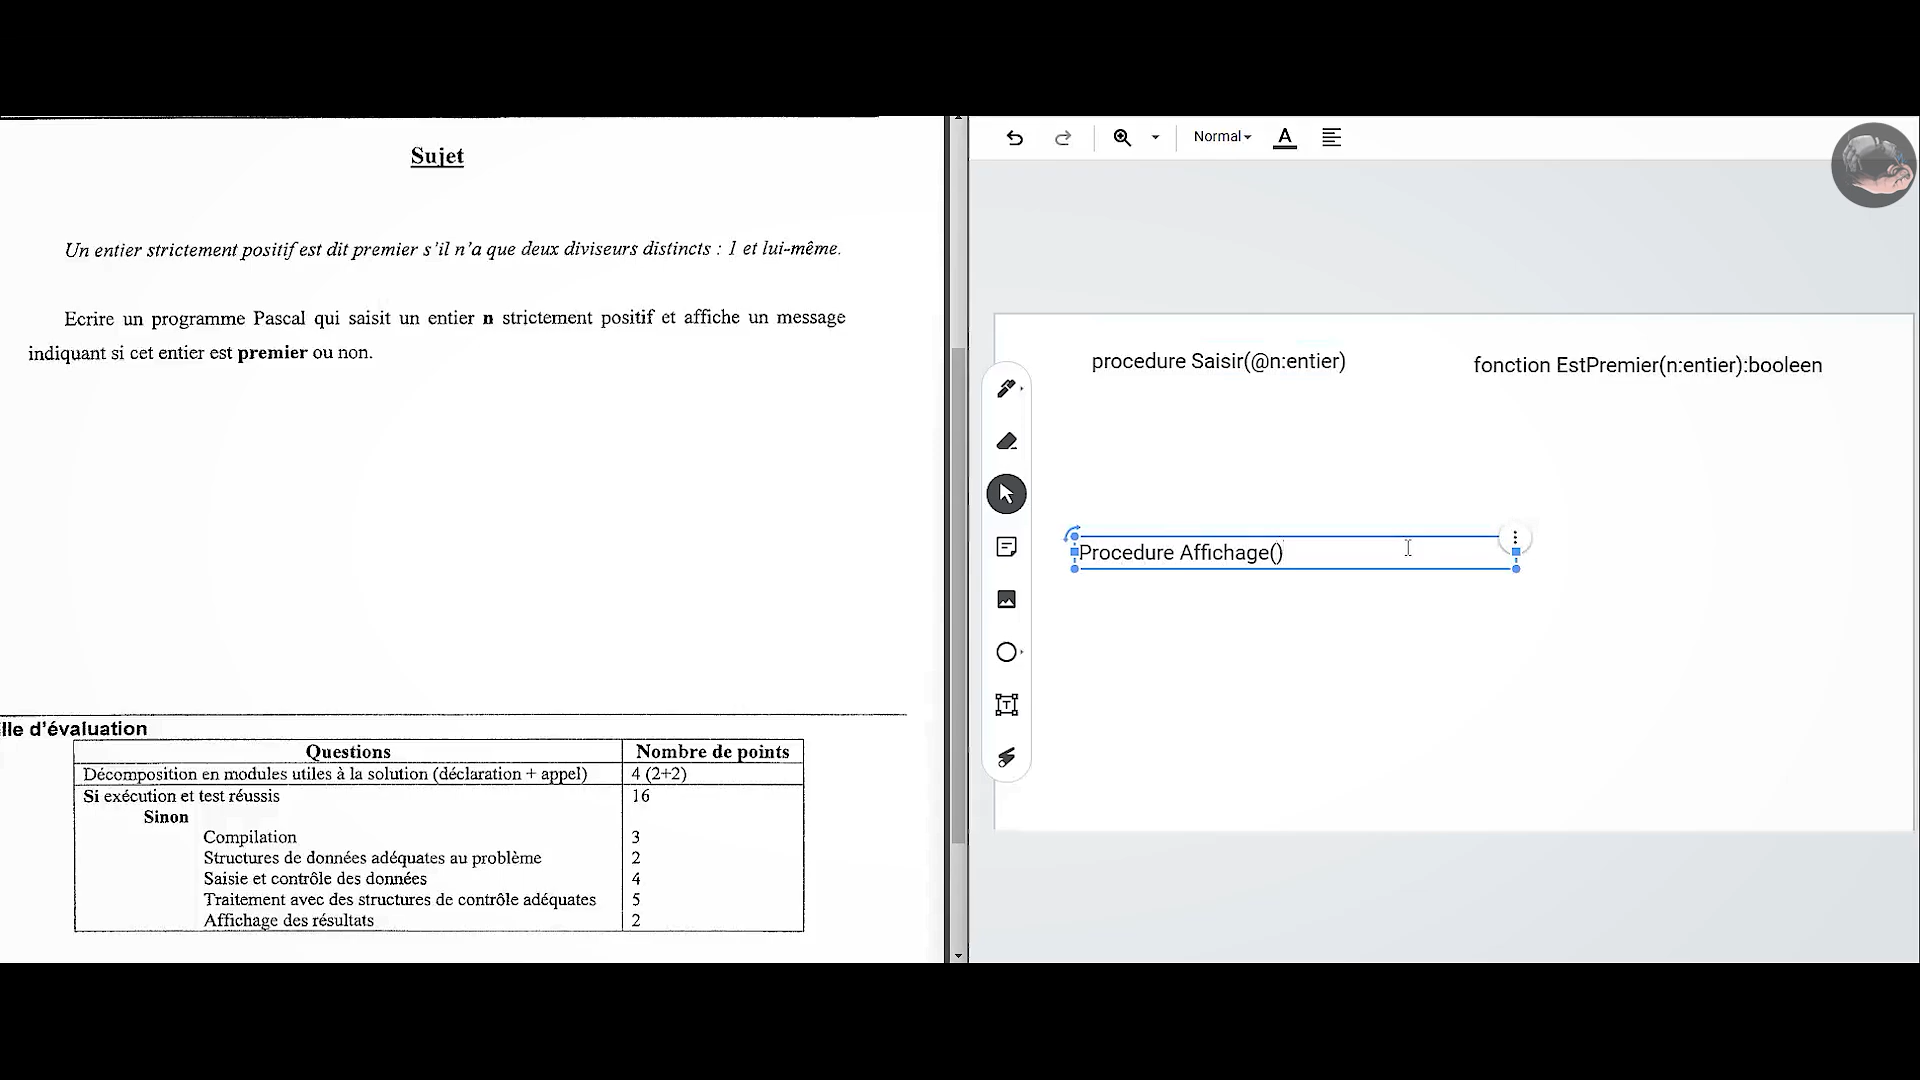 Sujet
Un entier strictement positif est dit premier s'il n'a que deux diviseurs distincts : 1 et lui-même.
Ecrire un programme Pascal qui saisit un entier n strictement positif et affiche un message
indiquant si cet entier est premier ou non.
lle d'évaluation
Questions Nombre de points
Décomposition en modules utiles à la solution (déclaration + appel) 4 (2+2)
Si exécution et test réussis 16
Sinon
Compilation 3
Structures de données adéquates au problème 2
Saisie et contrôle des données 4
Traitement avec des structures de contrôle adéquates 5
Affichage des résultats 2
Normal
procedure Saisir(@n:entier)
fonction EstPremier(n:entier):booleen
Procedure Affichage()